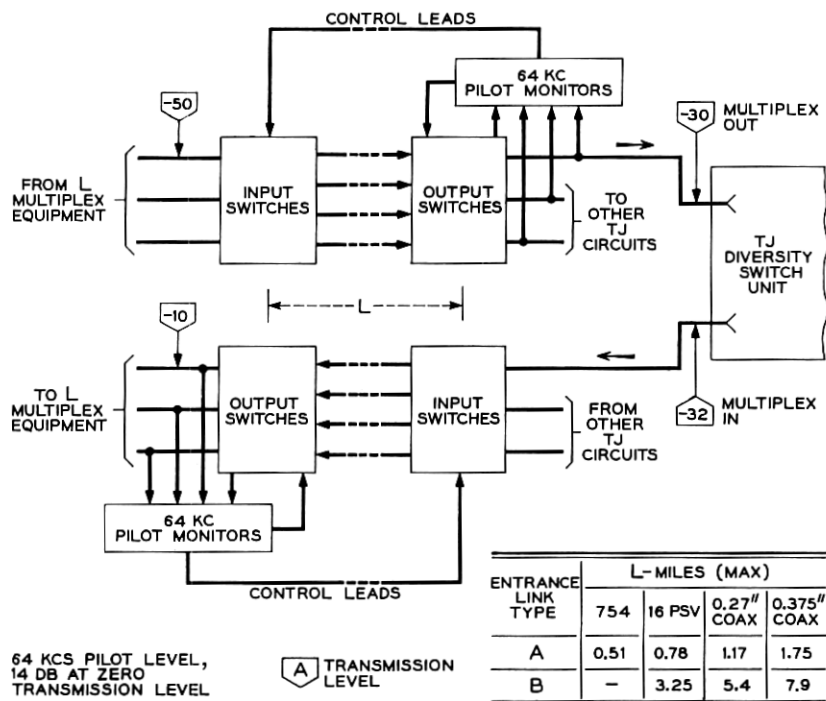 CONTROL LEADS
64 KC
PILOT MONITORS
-50
-30
MULTIPLEX
OUT
FROM L
MULTIPLEX
EQUIPMENT
INPUT
SWITCHES
OUTPUT
SWITCHES
TO
OTHER
TJ
CIRCUITS
TJ
DIVERSITY
SWITCH
UNIT
L
-10
TO L
MULTIPLEX
EQUIPMENT
OUTPUT
SWITCHES
INPUT
SWITCHES
FROM
OTHER
TJ
CIRCUITS
-32
MULTIPLEX
IN
64 KC
PILOT MONITORS
CONTROL LEADS
ENTRANCE
LINK
TYPE
L-MILES (MAX)
754 16 PSV 0.27" COAX 0.375" COAX
A 0.51 0.78 1.17 1.75
B - 3.25 5.4 7.9
64 KCS PILOT LEVEL,
14 DB AT ZERO
TRANSMISSION LEVEL
A TRANSMISSION
LEVEL